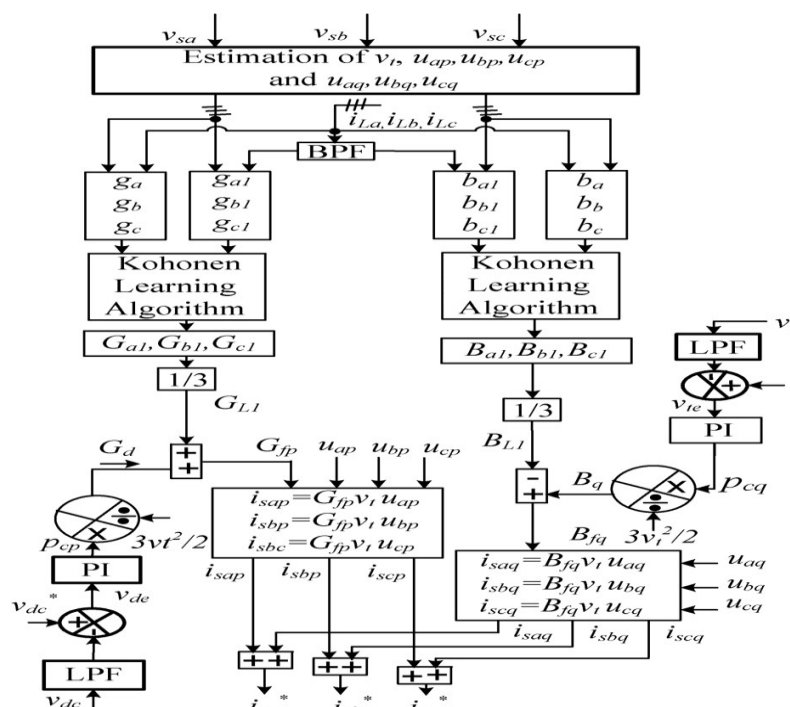 v_sa v_sb v_sc
Estimation of v_t, u_ap, u_bp, u_cp
and u_aq, u_bq, u_cq
i_La, i_Lb, i_Lc
BPF
g_a
g_b
g_c
g_a1
g_b1
g_c1
b_a1
b_b1
b_c1
b_a
b_b
b_c
Kohonen
Learning
Algorithm
Kohonen
Learning
Algorithm
G_a1, G_b1, G_c1
B_a1, B_b1, B_c1
1/3
G_L1
1/3
B_L1
v
LPF
- +
v_te
PI
p_cq
×
÷
3v_t^2/2
B_q
-
+
B_fq
G_d
+
+
G_fp u_ap u_bp u_cp
÷
×
3vt^2/2
p_cp
PI
v_de
v_dc^*
+
-
LPF
v_dc
i_sap=G_fp v_t u_ap
i_sbp=G_fp v_t u_bp
i_sbc=G_fp v_t u_cp
i_sap i_sbp i_scp
i_saq=B_fq v_t u_aq
i_sbq=B_fq v_t u_bq
i_scq=B_fq v_t u_cq
u_aq
u_bq
u_cq
i_saq i_sbq i_scq
+ +
+ +
+ +